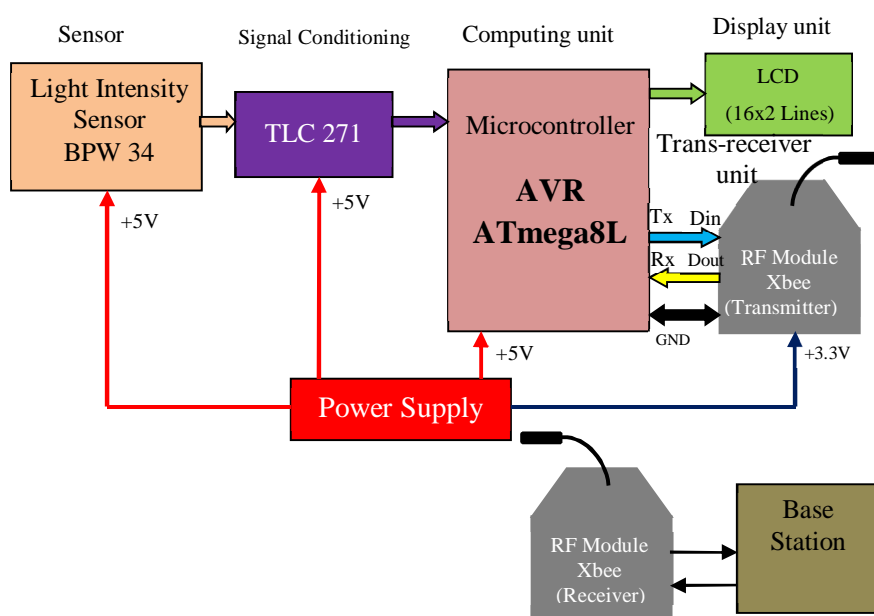 Sensor
Signal Conditioning
Computing unit
Display unit
Light Intensity
Sensor
BPW 34
TLC 271
Microcontroller
AVR
ATmega8L
LCD
(16x2 Lines)
Trans-receiver
unit
Tx
Din
Rx
Dout
GND
RF Module
Xbee
(Transmitter)
+5V
+5V
+5V
+3.3V
Power Supply
RF Module
Xbee
(Receiver)
Base
Station